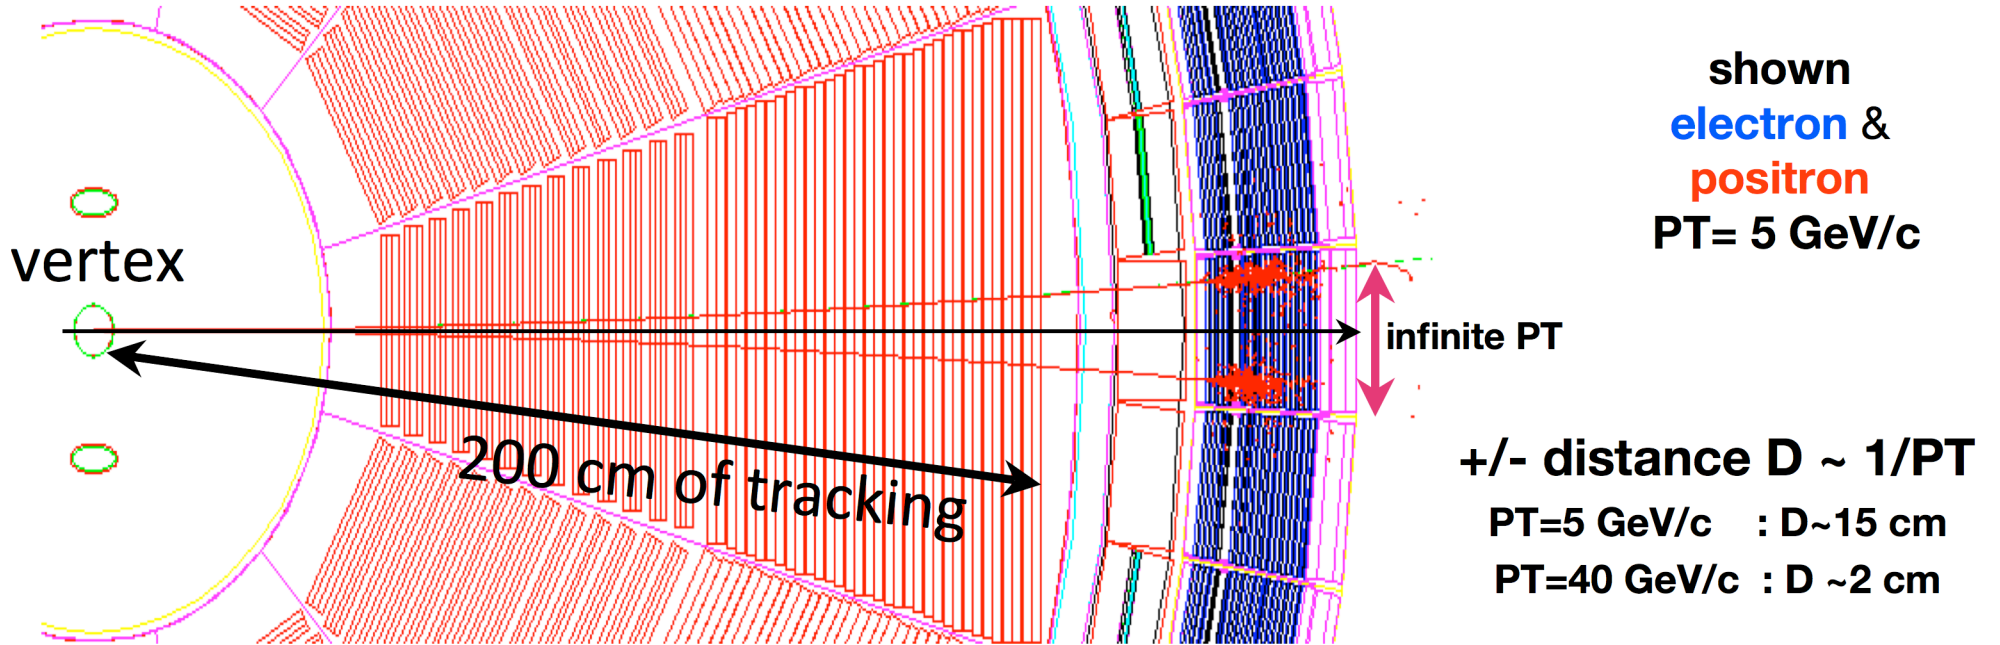 shown
electron &
positron
PT= 5 GeV/c
vertex
infinite PT
200 cm of tracking
+/- distance D ~ 1/PT
PT=5 GeV/c : D~15 cm
PT=40 GeV/c : D ~2 cm